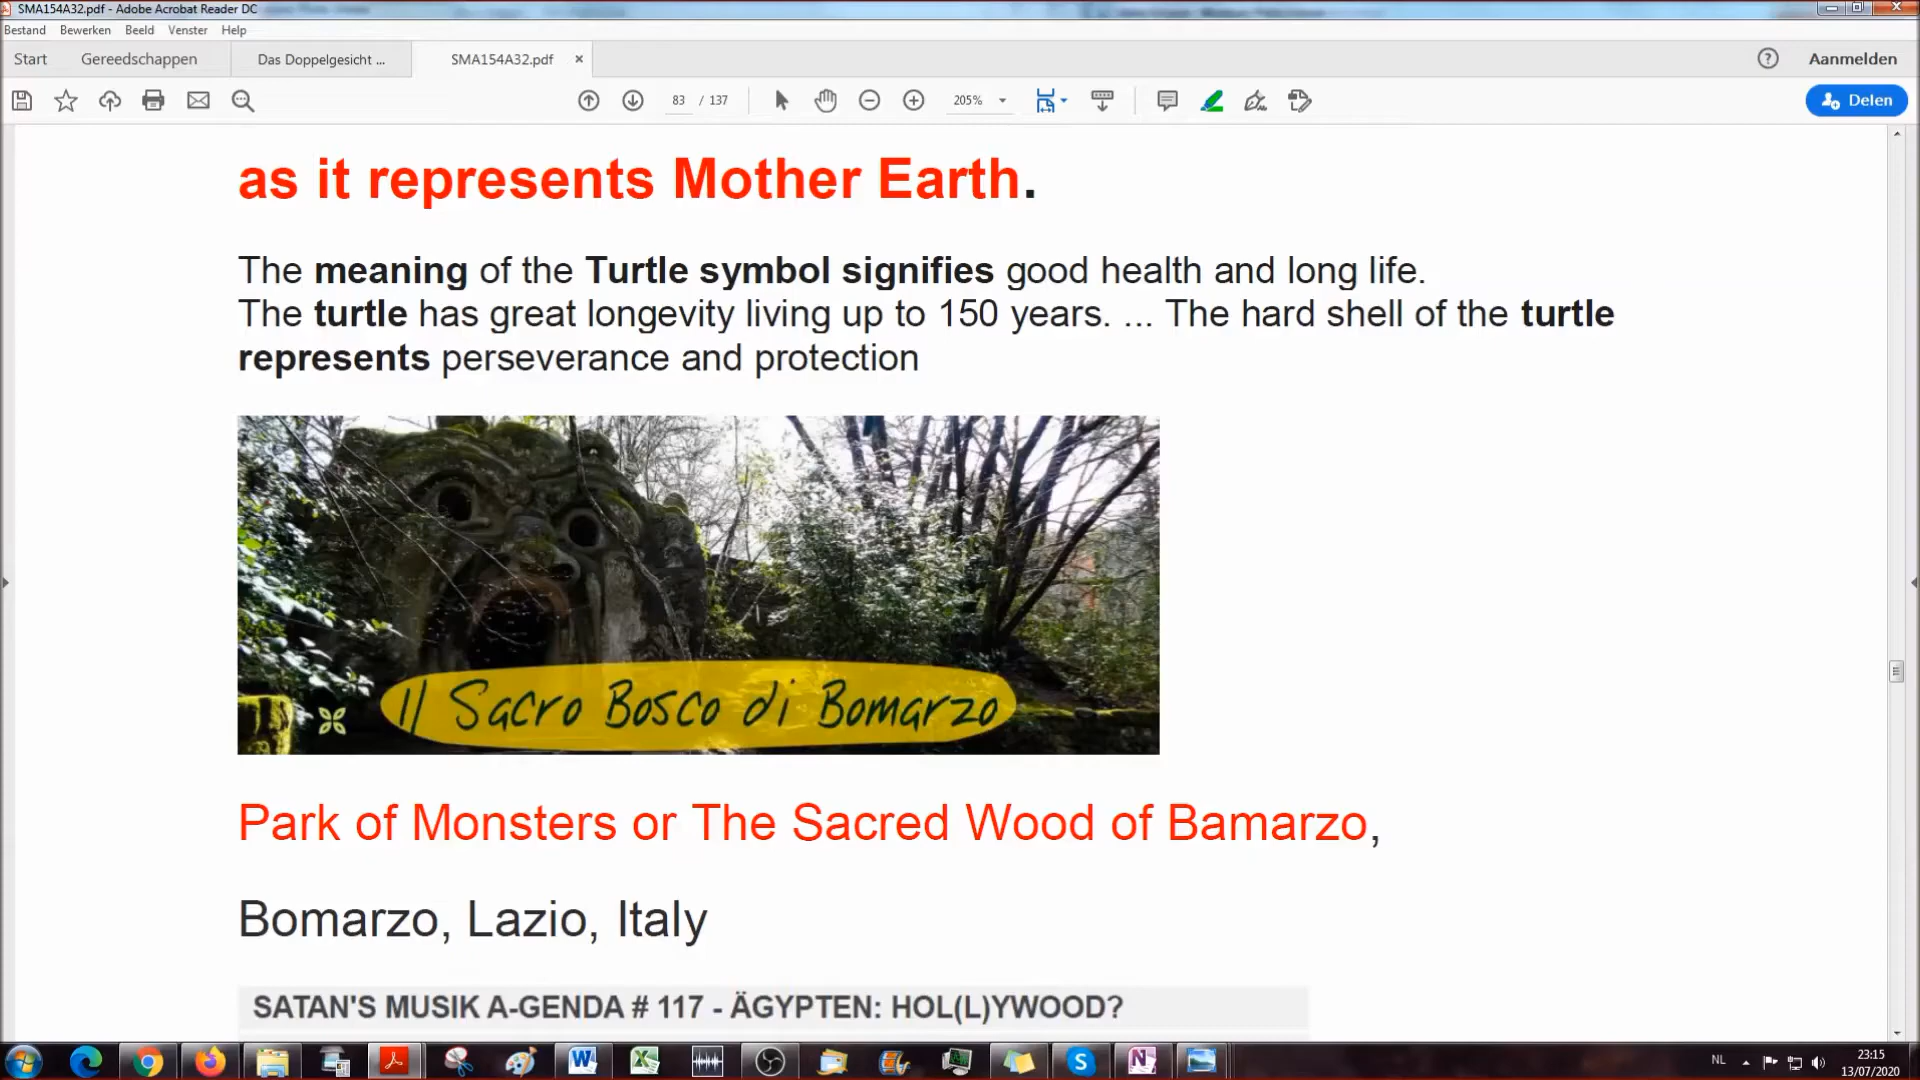 SMA154A32.pdf - Adobe Acrobat Reader DC
Bestand Bewerken Beeld Venster Help
Start Gereedschappen Das Doppelgesicht ... SMA154A32.pdf × Aanmelden
83 / 137 205% Delen
as it represents Mother Earth.
The meaning of the Turtle symbol signifies good health and long life.
The turtle has great longevity living up to 150 years. ... The hard shell of the turtle
represents perseverance and protection
Il Sacro Bosco di Bomarzo
Park of Monsters or The Sacred Wood of Bamarzo,
Bomarzo, Lazio, Italy
SATAN'S MUSIK A-GENDA # 117 - ÄGYPTEN: HOL(L)YWOOD?
NL 23:15
13/07/2020